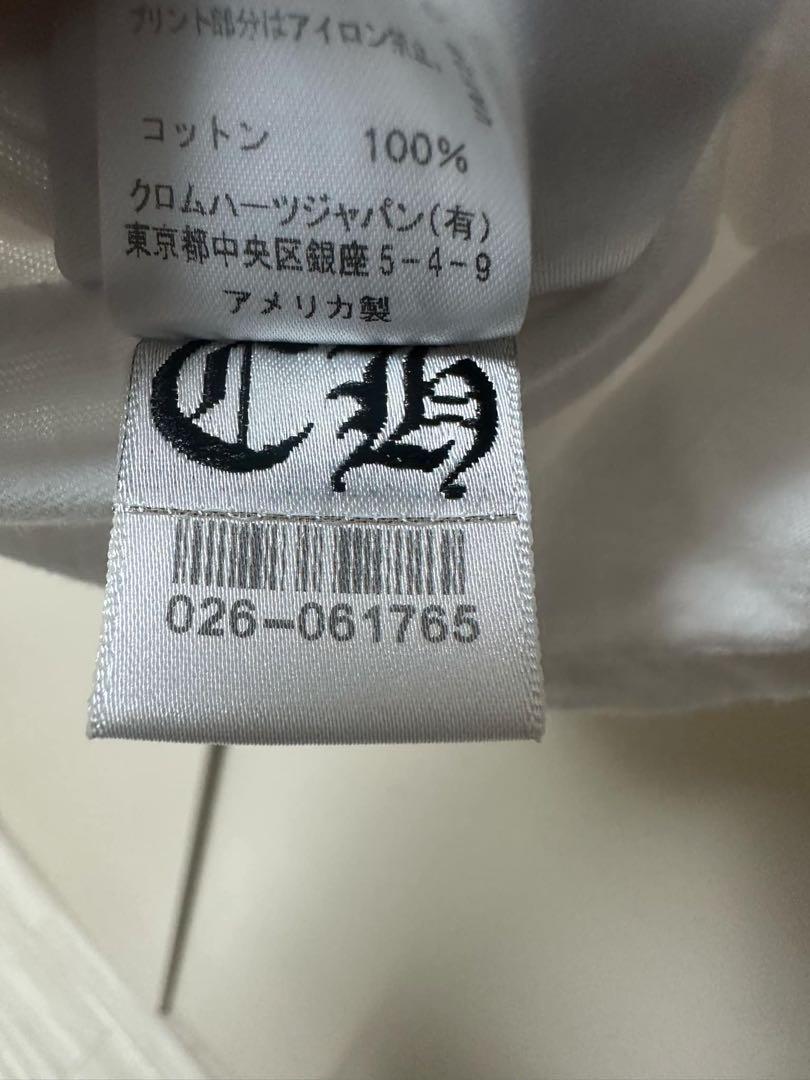 プリント部分はアイロン禁止。
コットン 100%
クロムハーツジャパン(有)
東京都中央区銀座5-4-9
アメリカ製
CH
026-061765